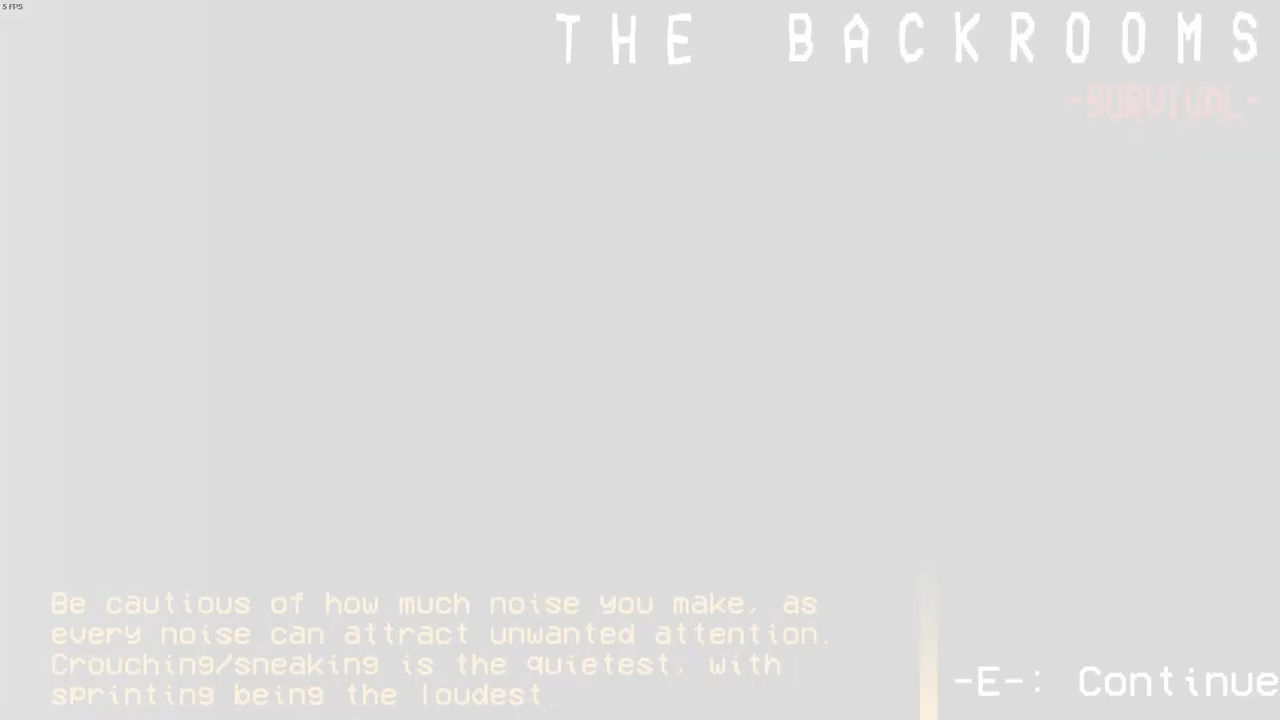 5 FPS
THE BACKROOMS
-SURVIVAL-
Be cautious of how much noise you make, as
every noise can attract unwanted attention.
Crouching/sneaking is the quietest, with
sprinting being the loudest.
-E-: Continue